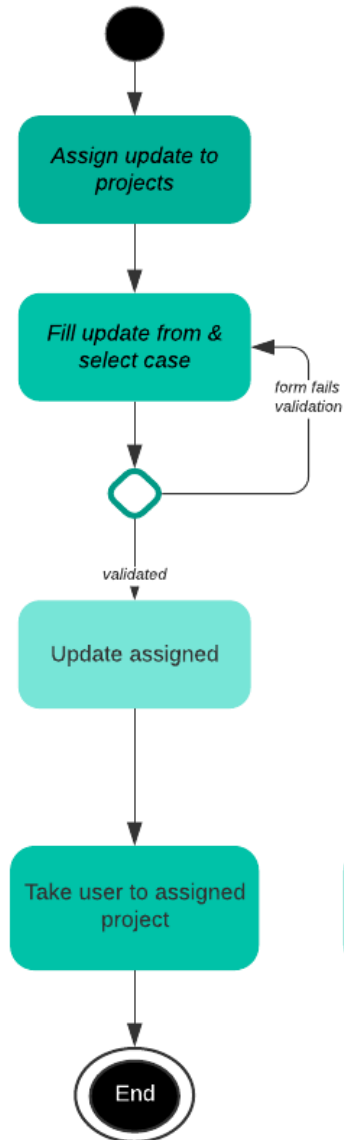 Assign update to
projects
Fill update from &
select case
form fails
validation
validated
Update assigned
Take user to assigned
project
End